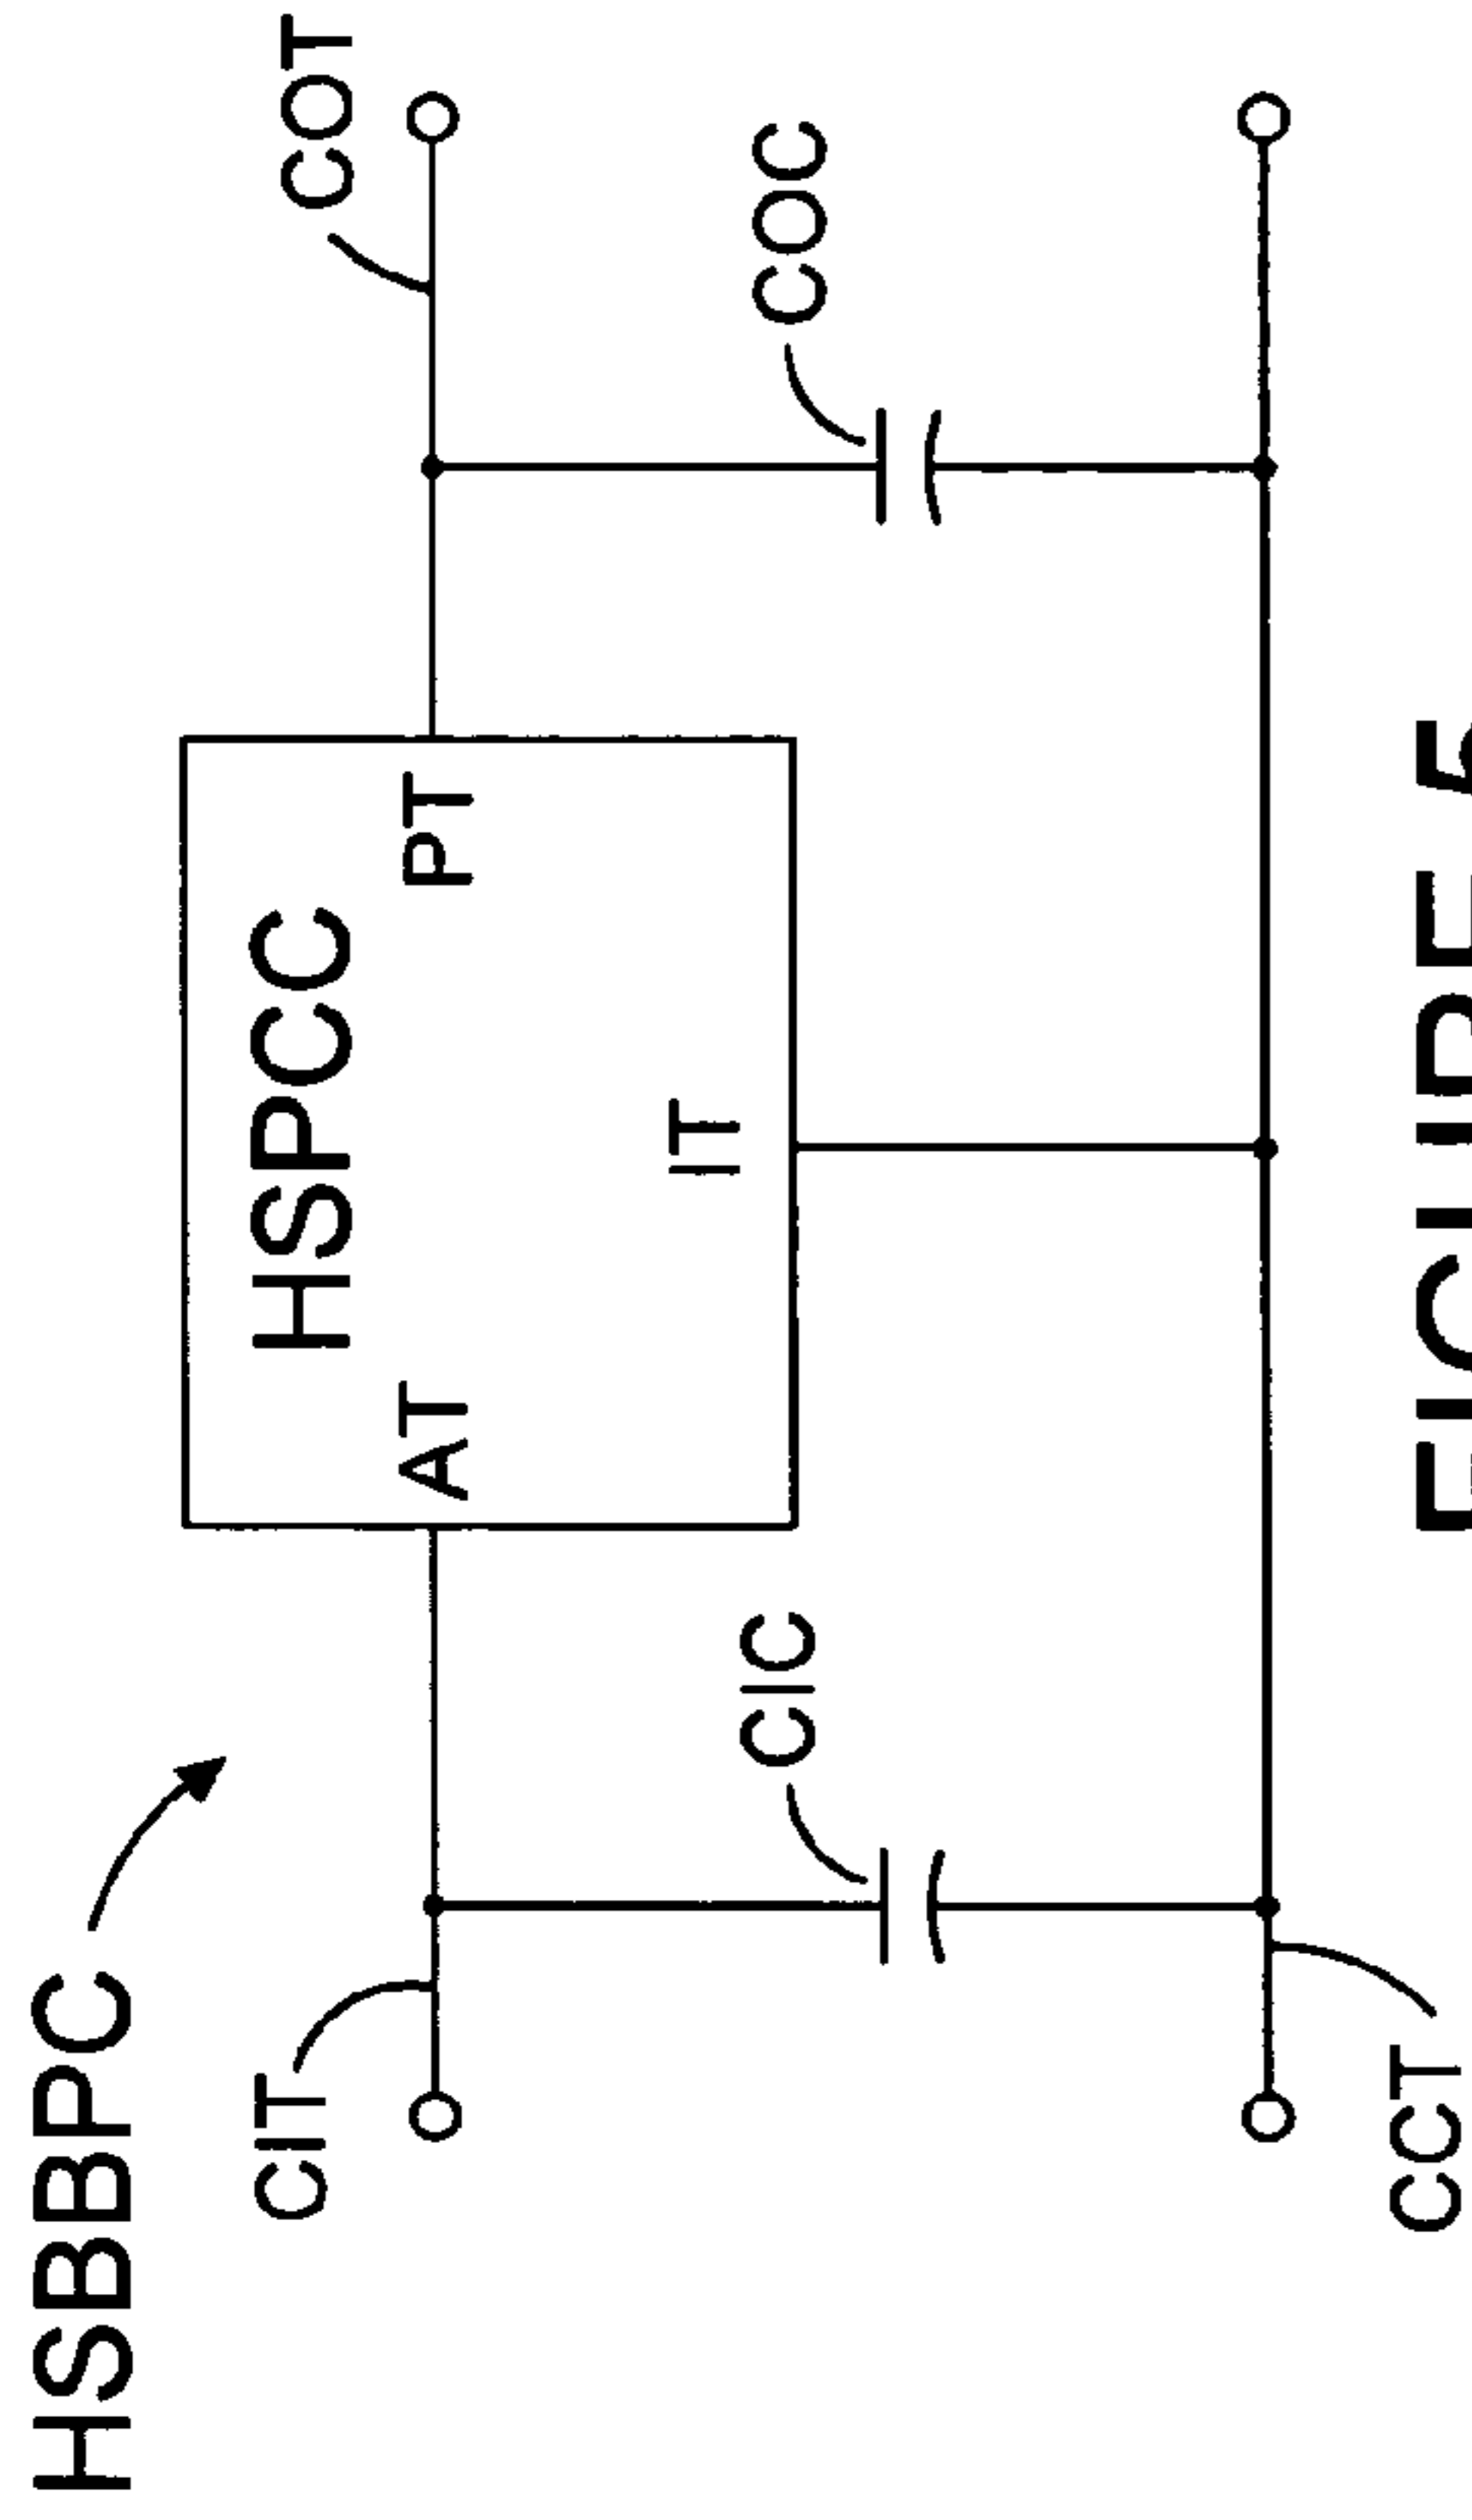 HSBBPC
CIT
COT
HSPCC
AT
PT
IT
CIC
COC
CCT
FIGURE 5